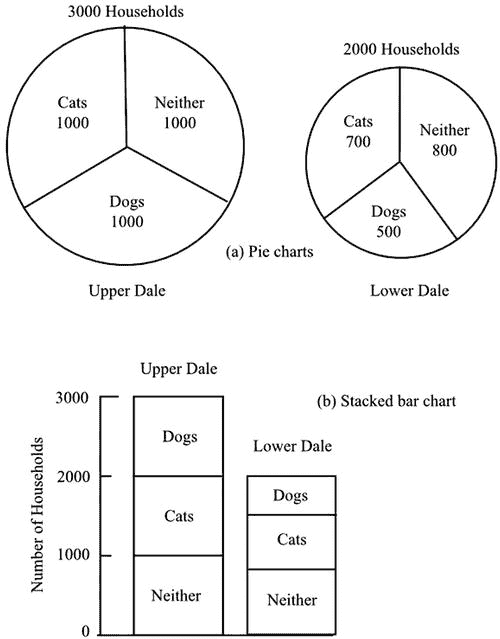 3000 Households
2000 Households
Cats
1000
Neither
1000
Dogs
1000
Cats
700
Neither
800
Dogs
500
(a) Pie charts
Upper Dale
Lower Dale
Upper Dale
(b) Stacked bar chart
Lower Dale
Number of Households
3000
2000
1000
0
Dogs
Cats
Neither
Dogs
Cats
Neither